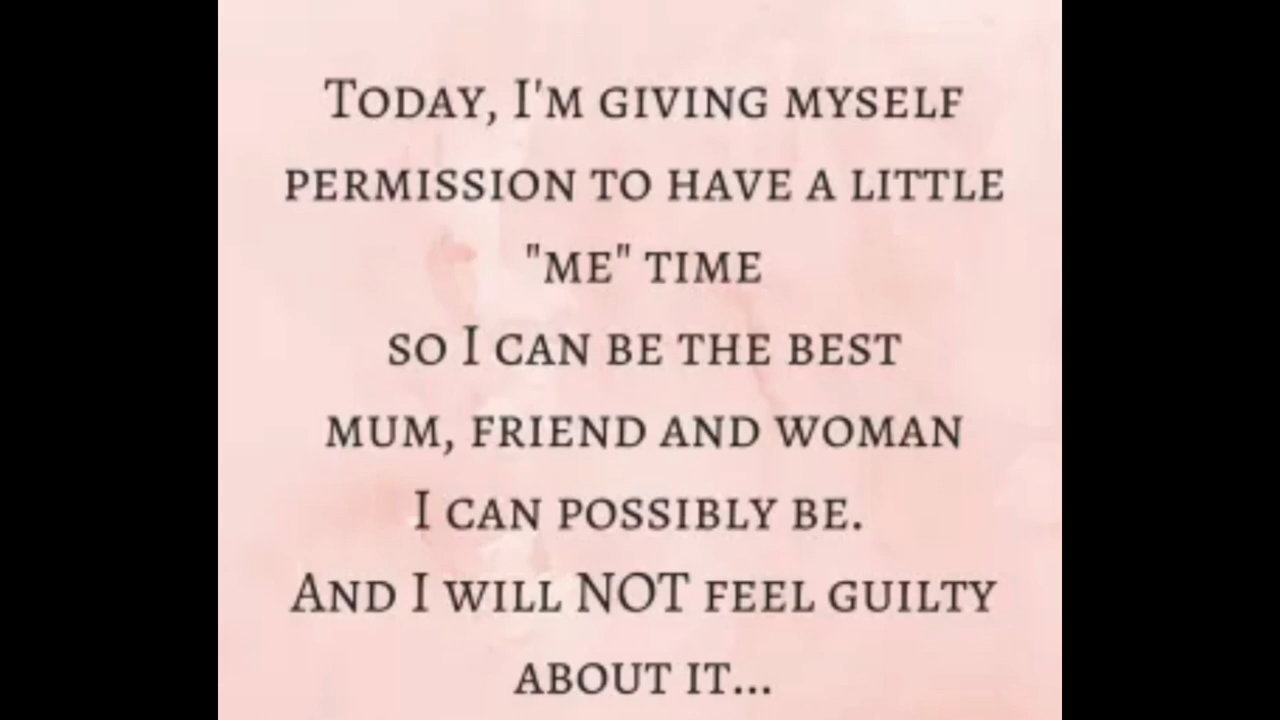 Today, I'm giving myself
permission to have a little
"me" time
so I can be the best
mum, friend and woman
I can possibly be.
And I will NOT feel guilty
about it...